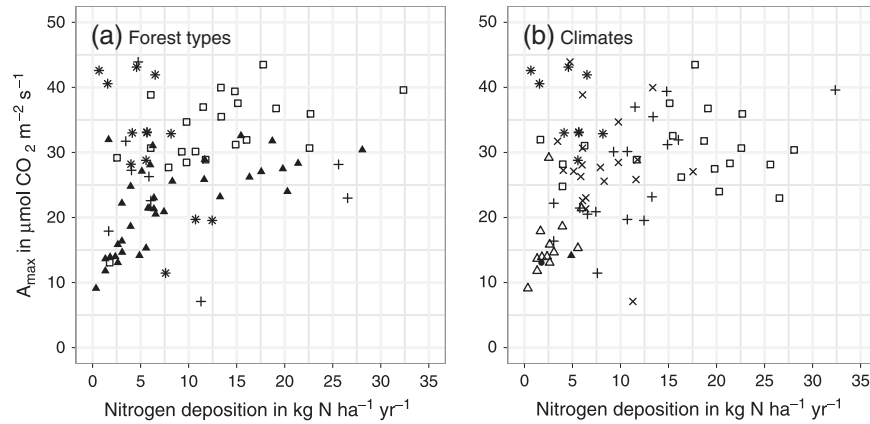 (a) Forest types
(b) Climates
A_max in μmol CO₂ m⁻² s⁻¹
50
40
30
20
10
0
0 5 10 15 20 25 30 35
Nitrogen deposition in kg N ha⁻¹ yr⁻¹
50
40
30
20
10
0
0 5 10 15 20 25 30 35
Nitrogen deposition in kg N ha⁻¹ yr⁻¹